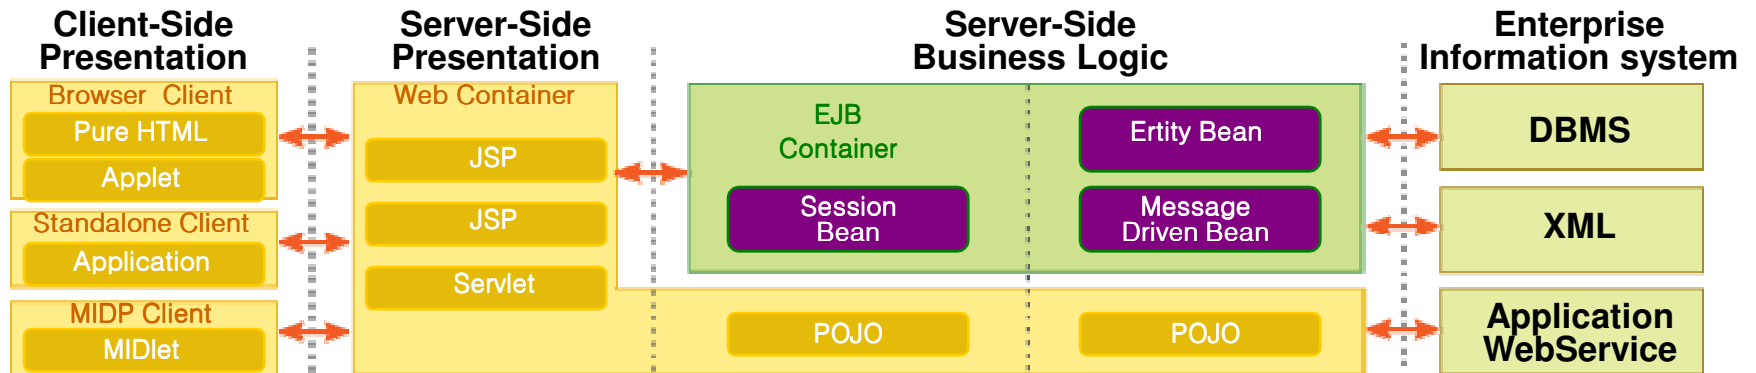 Client-Side
Presentation
Server-Side
Presentation
Server-Side
Business Logic
Enterprise
Information system
Browser Client
Pure HTML
Applet
Standalone Client
Application
MIDP Client
MIDlet
Web Container
JSP
JSP
Servlet
EJB
Container
Session
Bean
Ertity Bean
Message
Driven Bean
POJO
POJO
DBMS
XML
Application
WebService